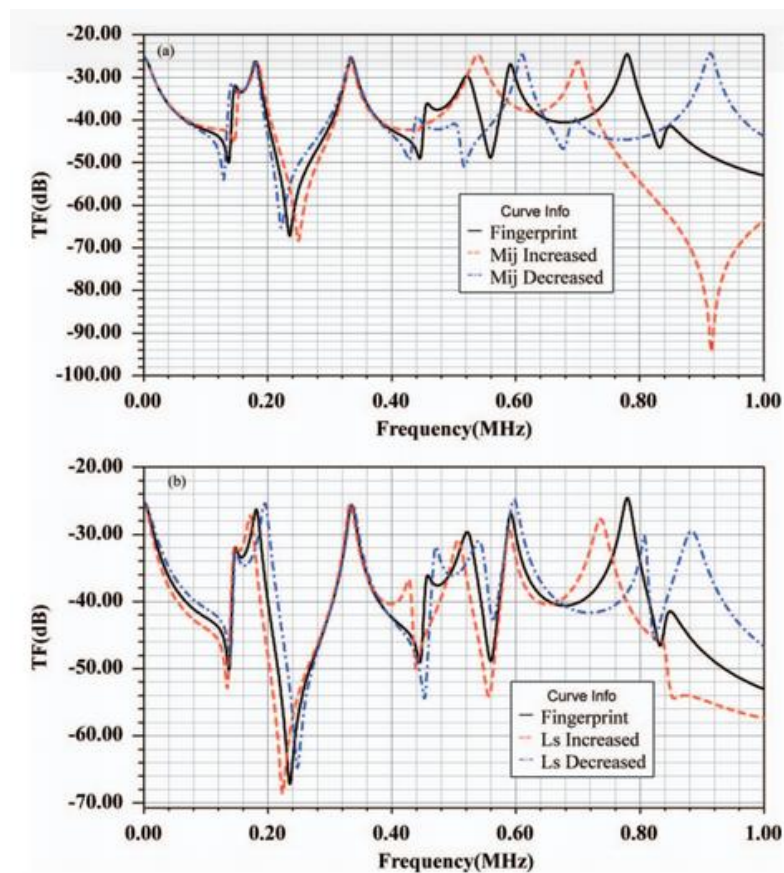 (a)
-20.00
-30.00
-40.00
-50.00
-60.00
-70.00
-80.00
-90.00
-100.00
TF(dB)
Curve Info
Fingerprint
Mij Increased
Mij Decreased
0.00 0.20 0.40 0.60 0.80 1.00
Frequency(MHz)
(b)
-20.00
-30.00
-40.00
-50.00
-60.00
-70.00
TF(dB)
Curve Info
Fingerprint
Ls Increased
Ls Decreased
0.00 0.20 0.40 0.60 0.80 1.00
Frequency(MHz)